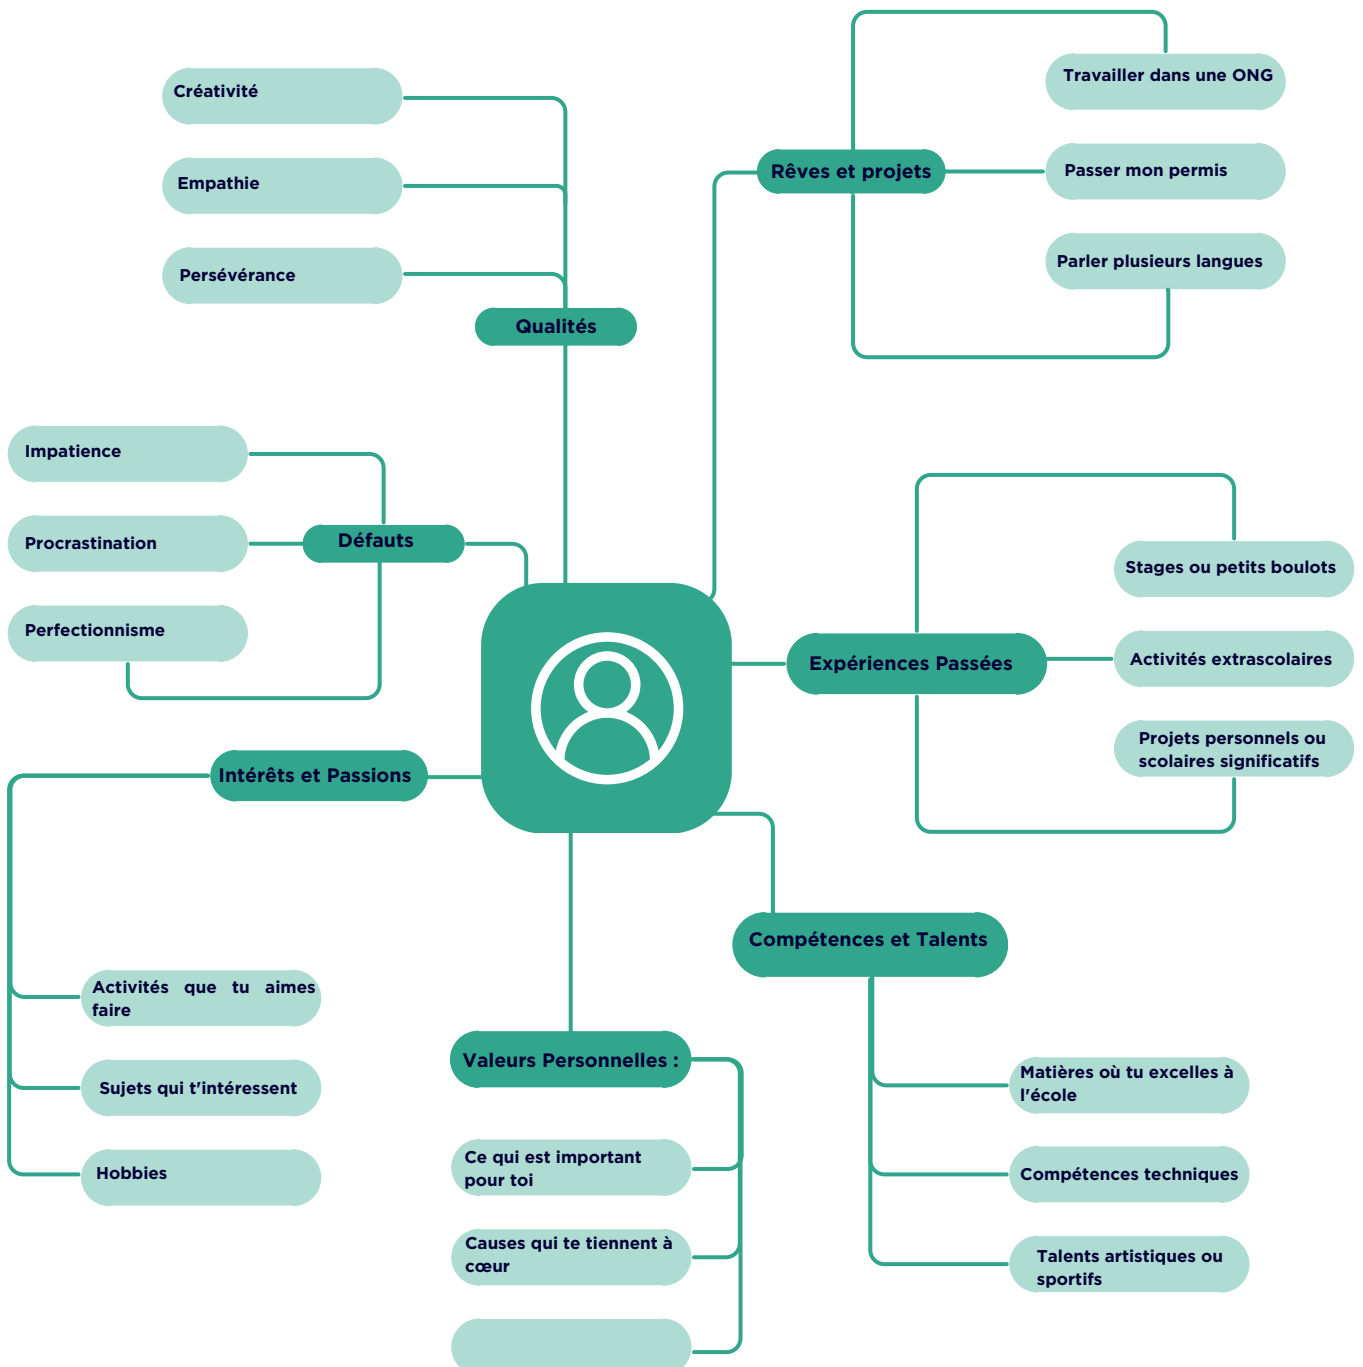 Créativité
Empathie
Persévérance
Qualités
Rêves et projets
Travailler dans une ONG
Passer mon permis
Parler plusieurs langues
Impatience
Procrastination
Perfectionnisme
Défauts
Expériences Passées
Stages ou petits boulots
Activités extrascolaires
Projets personnels ou
scolaires significatifs
Intérêts et Passions
Activités que tu aimes
faire
Sujets qui t'intéressent
Hobbies
Valeurs Personnelles :
Ce qui est important
pour toi
Causes qui te tiennent à
cœur
Compétences et Talents
Matières où tu excelles à
l'école
Compétences techniques
Talents artistiques ou
sportifs